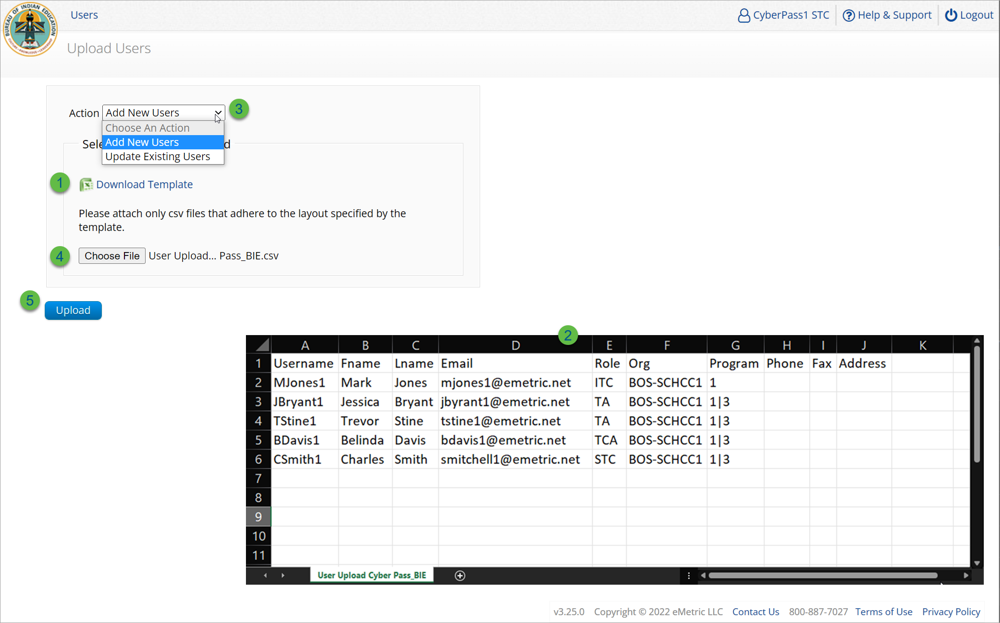 BUREAU OF INDIAN EDUCATION
CULTURE • KNOWLEDGE • LEADERSHIP
Users
CyberPass1 STC
Help & Support
Logout
Upload Users
Action Add New Users
3
Choose An Action
Add New Users
Update Existing Users
Sele d
1
Download Template
Please attach only csv files that adhere to the layout specified by the
template.
4
Choose File User Upload... Pass_BIE.csv
5
Upload
2
A B C D E F G H I J K
1 Username Fname Lname Email Role Org Program Phone Fax Address
2 MJones1 Mark Jones mjones1@emetric.net ITC BOS-SCHCC1 1
3 JBryant1 Jessica Bryant jbyrant1@emetric.net TA BOS-SCHCC1 1|3
4 TStine1 Trevor Stine tstine1@emetric.net TA BOS-SCHCC1 1|3
5 BDavis1 Belinda Davis bdavis1@emetric.net TCA BOS-SCHCC1 1|3
6 CSmith1 Charles Smith smitchell1@emetric.net STC BOS-SCHCC1 1|3
7
8
9
10
11
User Upload Cyber Pass_BIE
v3.25.0 Copyright © 2022 eMetric LLC Contact Us 800-887-7027 Terms of Use Privacy Policy